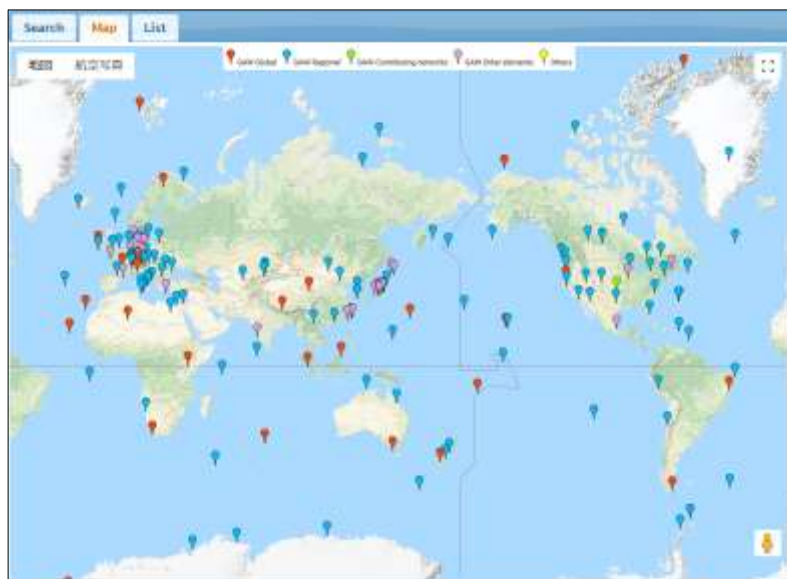 Search Map List
地図 航空写真 GAW Global GAW Regional GAW Contributing networks GAW Other elements Others